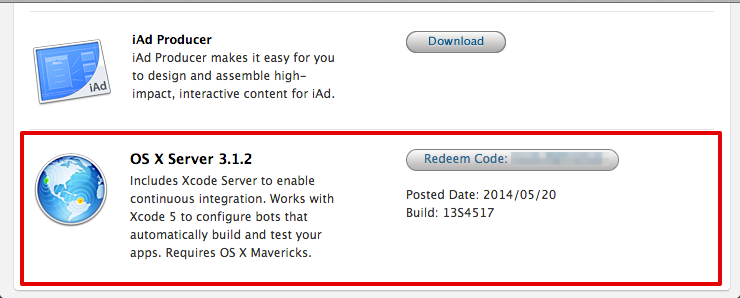 iAd Producer
iAd Producer makes it easy for you
to design and assemble high-
impact, interactive content for iAd.
Download
iAd
OS X Server 3.1.2
Includes Xcode Server to enable
continuous integration. Works with
Xcode 5 to configure bots that
automatically build and test your
apps. Requires OS X Mavericks.
Redeem Code:
Posted Date: 2014/05/20
Build: 13S4517